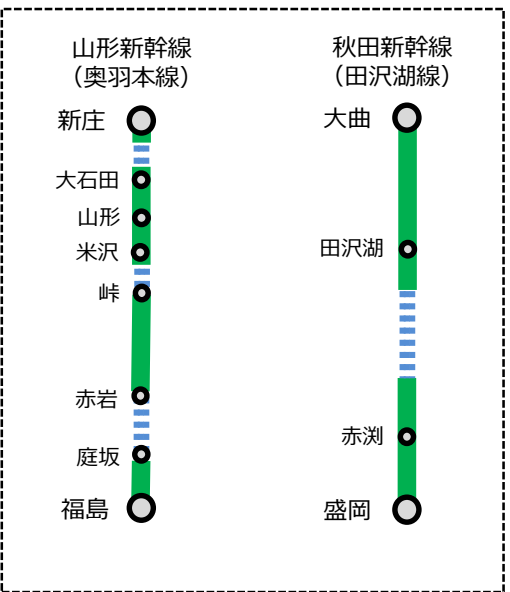 山形新幹線
（奥羽本線）
新庄
大石田
山形
米沢
峠
赤岩
庭坂
福島
秋田新幹線
（田沢湖線）
大曲
田沢湖
赤渕
盛岡